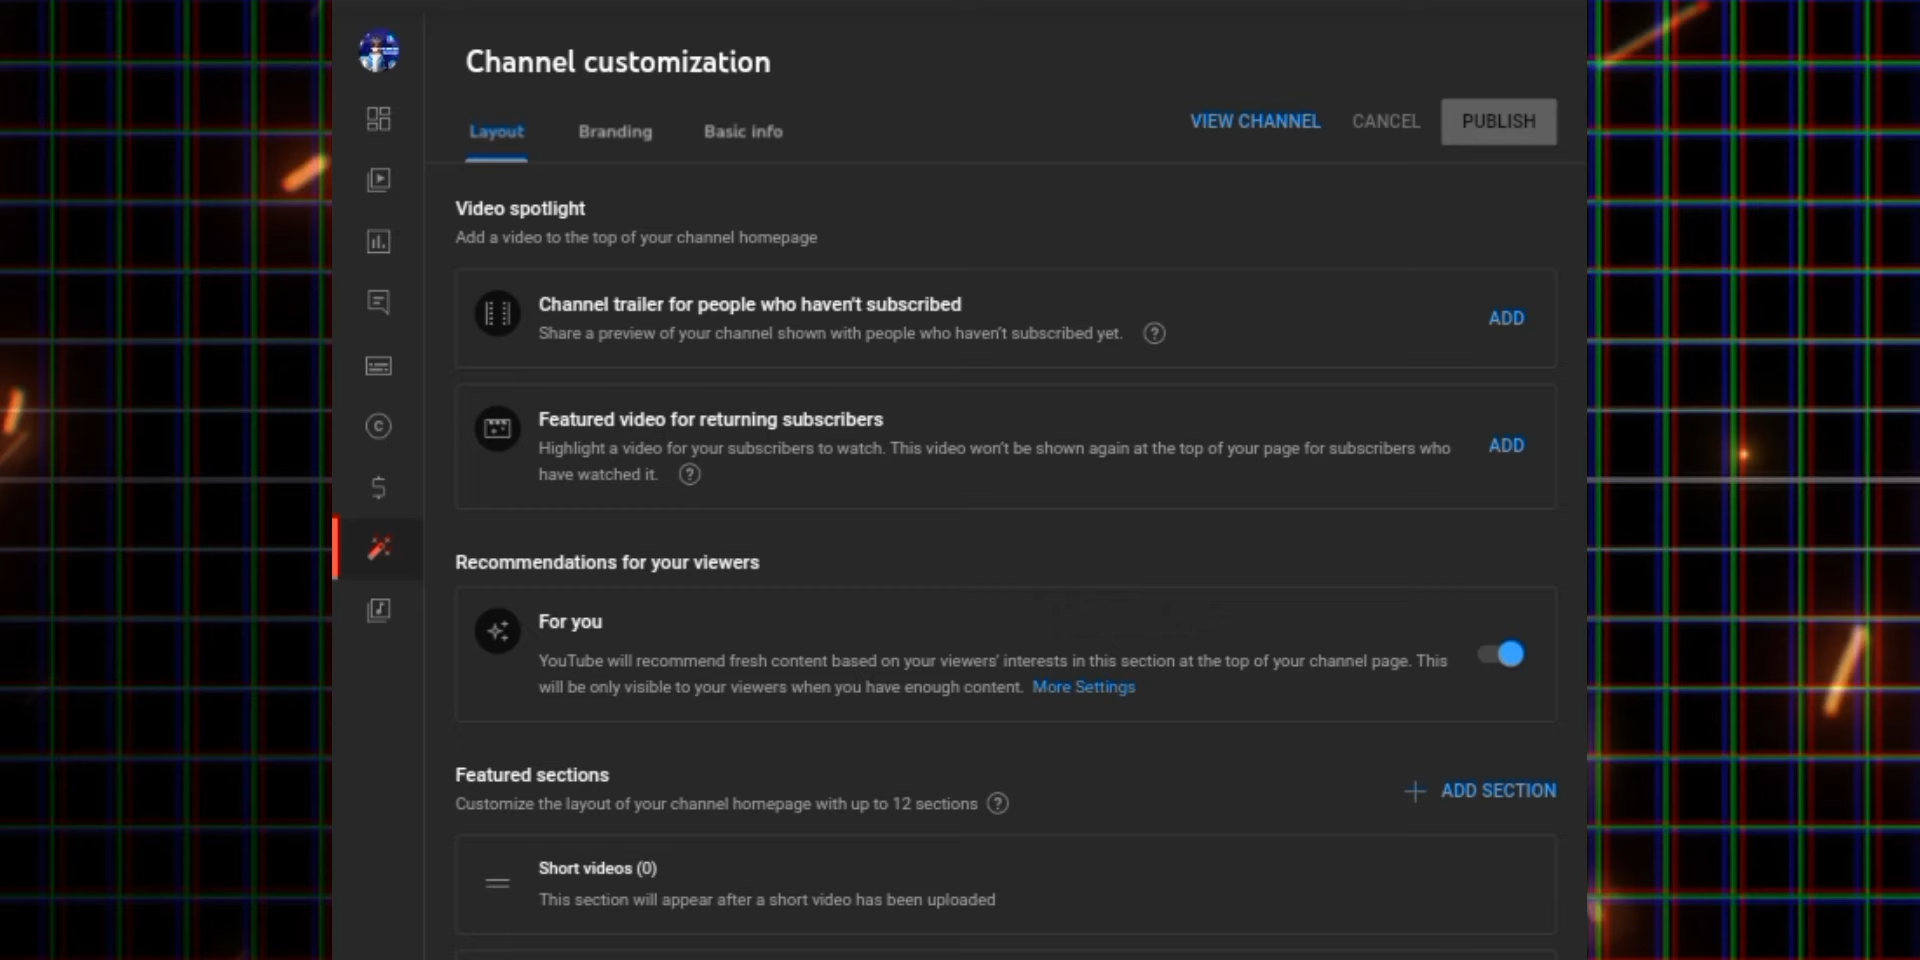 Channel customization
Layout
Branding
Basic info
VIEW CHANNEL
CANCEL
PUBLISH
Video spotlight
Add a video to the top of your channel homepage
Channel trailer for people who haven't subscribed
Share a preview of your channel shown with people who haven't subscribed yet.
ADD
Featured video for returning subscribers
Highlight a video for your subscribers to watch. This video won't be shown again at the top of your page for subscribers who
have watched it.
ADD
Recommendations for your viewers
For you
YouTube will recommend fresh content based on your viewers' interests in this section at the top of your channel page. This
will be only visible to your viewers when you have enough content. More Settings
Featured sections
Customize the layout of your channel homepage with up to 12 sections
ADD SECTION
Short videos (0)
This section will appear after a short video has been uploaded